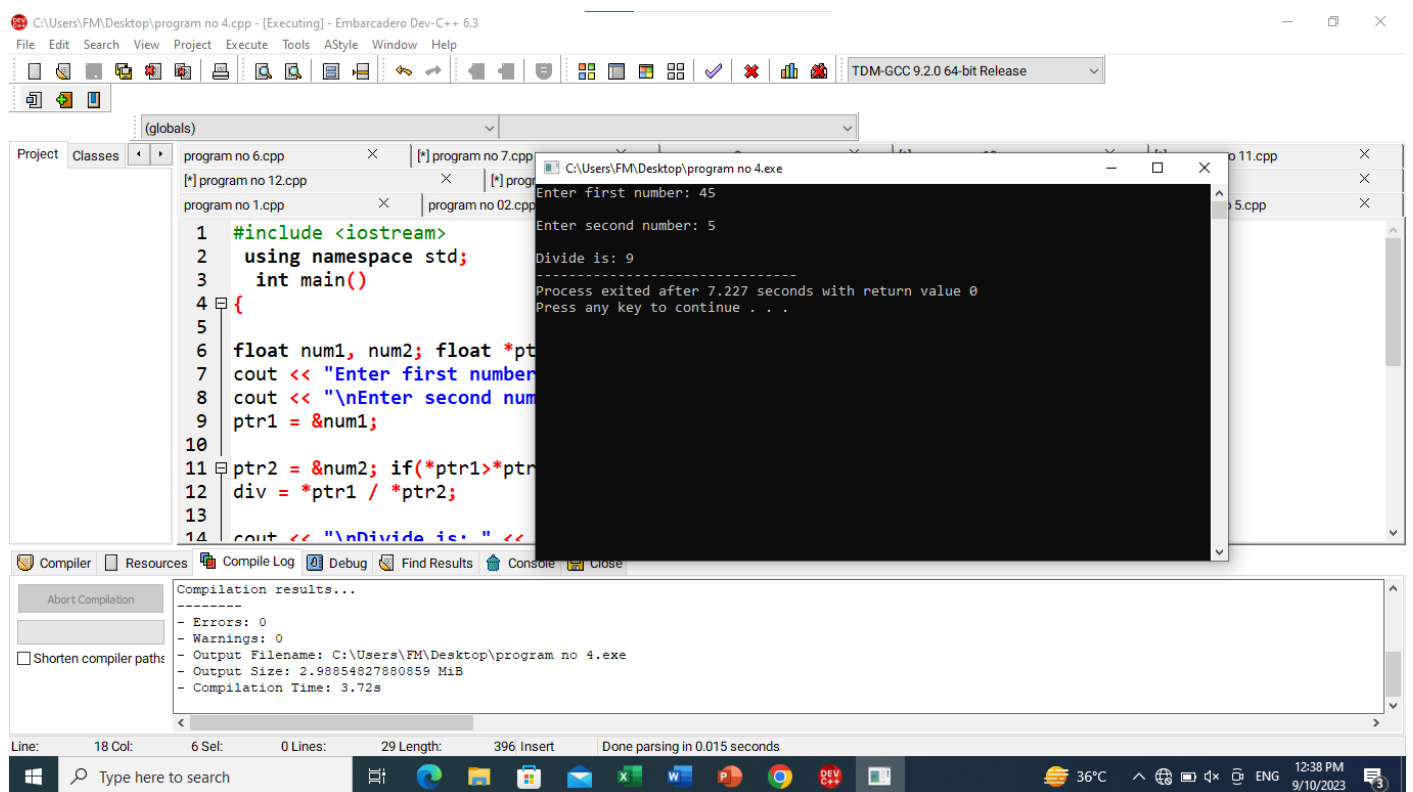 C:\Users\FM\Desktop\program no 4.cpp - [Executing] - Embarcadero Dev-C++ 6.3
File Edit Search View Project Execute Tools AStyle Window Help
TDM-GCC 9.2.0 64-bit Release
(globals)
Project Classes
program no 6.cpp [*] program no 7.cpp o 11.cpp
[*] program no 12.cpp [*] progr
program no 1.cpp program no 02.cpp 5.cpp
C:\Users\FM\Desktop\program no 4.exe
Enter first number: 45
Enter second number: 5
Divide is: 9
--------------------------------
Process exited after 7.227 seconds with return value 0
Press any key to continue . . .
1 #include <iostream>
2 using namespace std;
3 int main()
4 {
5
6 float num1, num2; float *pt
7 cout << "Enter first number
8 cout << "\nEnter second num
9 ptr1 = &num1;
10
11 ptr2 = &num2; if(*ptr1>*ptr
12 div = *ptr1 / *ptr2;
13
14 cout << "\nDivide is: " <<
Compiler Resources Compile Log Debug Find Results Console Close
Abort Compilation
Shorten compiler paths
Compilation results...
--------
- Errors: 0
- Warnings: 0
- Output Filename: C:\Users\FM\Desktop\program no 4.exe
- Output Size: 2.98854827880859 MiB
- Compilation Time: 3.72s
Line: 18 Col: 6 Sel: 0 Lines: 29 Length: 396 Insert Done parsing in 0.015 seconds
Type here to search
36°C ENG 12:38 PM
9/10/2023
3